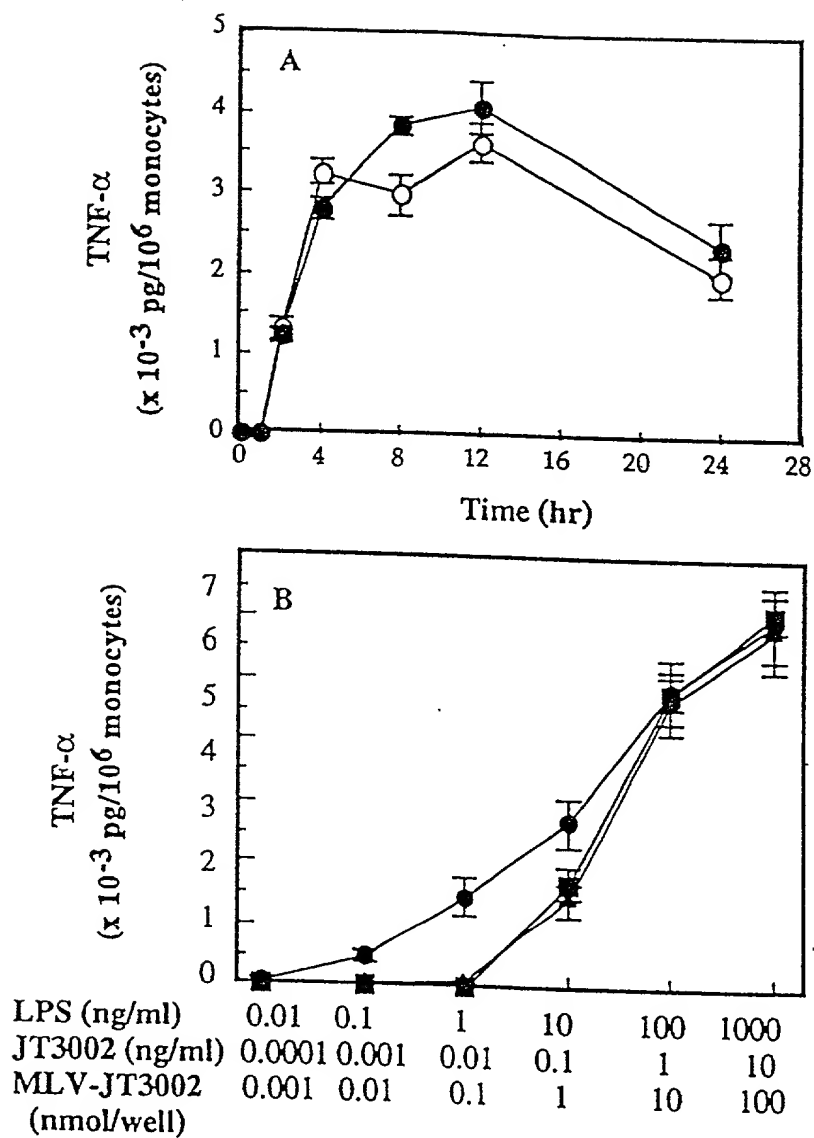 A
5
4
3
2
1
0
TNF-α
(x 10-3 pg/106 monocytes)
0 4 8 12 16 20 24 28
Time (hr)
B
7
6
5
4
3
2
1
0
TNF-α
(x 10-3 pg/106 monocytes)
LPS (ng/ml) 0.01 0.1 1 10 100 1000
JT3002 (ng/ml) 0.0001 0.001 0.01 0.1 1 10
MLV-JT3002 0.001 0.01 0.1 1 10 100
(nmol/well)